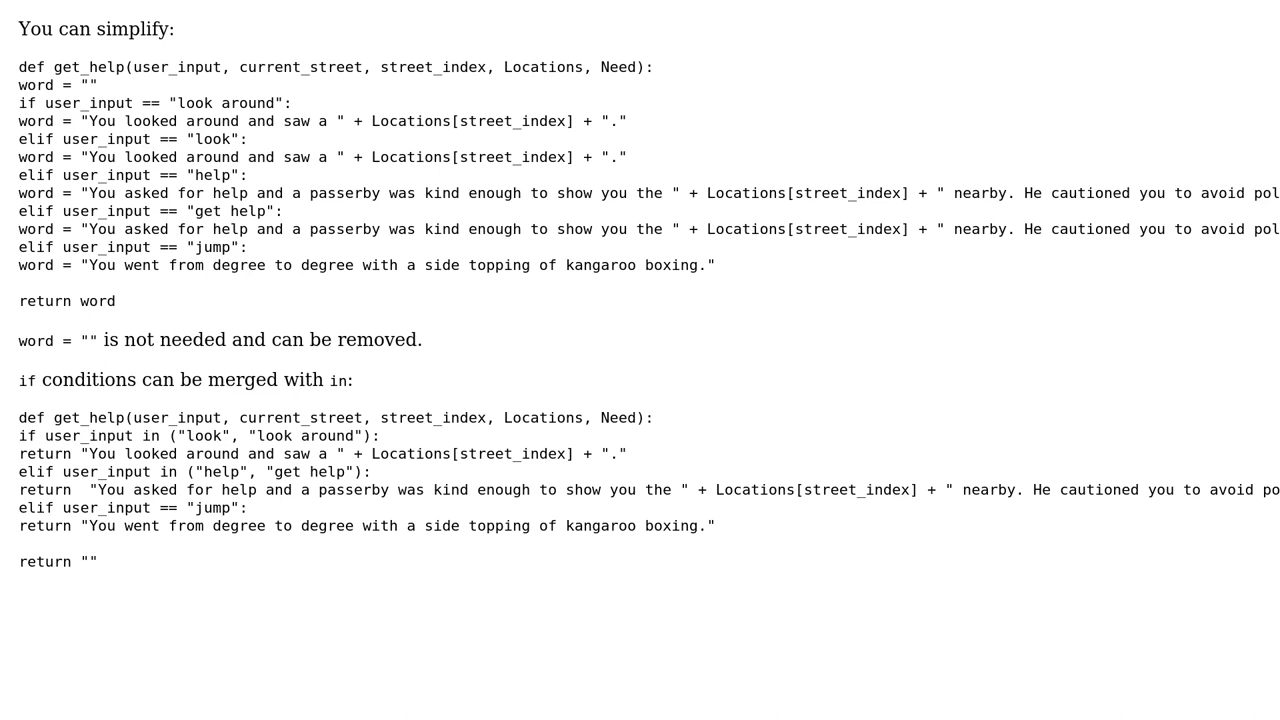 You can simplify:
def get_help(user_input, current_street, street_index, Locations, Need):
word = ""
if user_input == "look around":
word = "You looked around and saw a " + Locations[street_index] + "."
elif user_input == "look":
word = "You looked around and saw a " + Locations[street_index] + "."
elif user_input == "help":
word = "You asked for help and a passerby was kind enough to show you the " + Locations[street_index] + " nearby. He cautioned you to avoid pol
elif user_input == "get help":
word = "You asked for help and a passerby was kind enough to show you the " + Locations[street_index] + " nearby. He cautioned you to avoid pol
elif user_input == "jump":
word = "You went from degree to degree with a side topping of kangaroo boxing."
return word
word = "" is not needed and can be removed.
if conditions can be merged with in:
def get_help(user_input, current_street, street_index, Locations, Need):
if user_input in ("look", "look around"):
return "You looked around and saw a " + Locations[street_index] + "."
elif user_input in ("help", "get help"):
return  "You asked for help and a passerby was kind enough to show you the " + Locations[street_index] + " nearby. He cautioned you to avoid po
elif user_input == "jump":
return "You went from degree to degree with a side topping of kangaroo boxing."
return ""